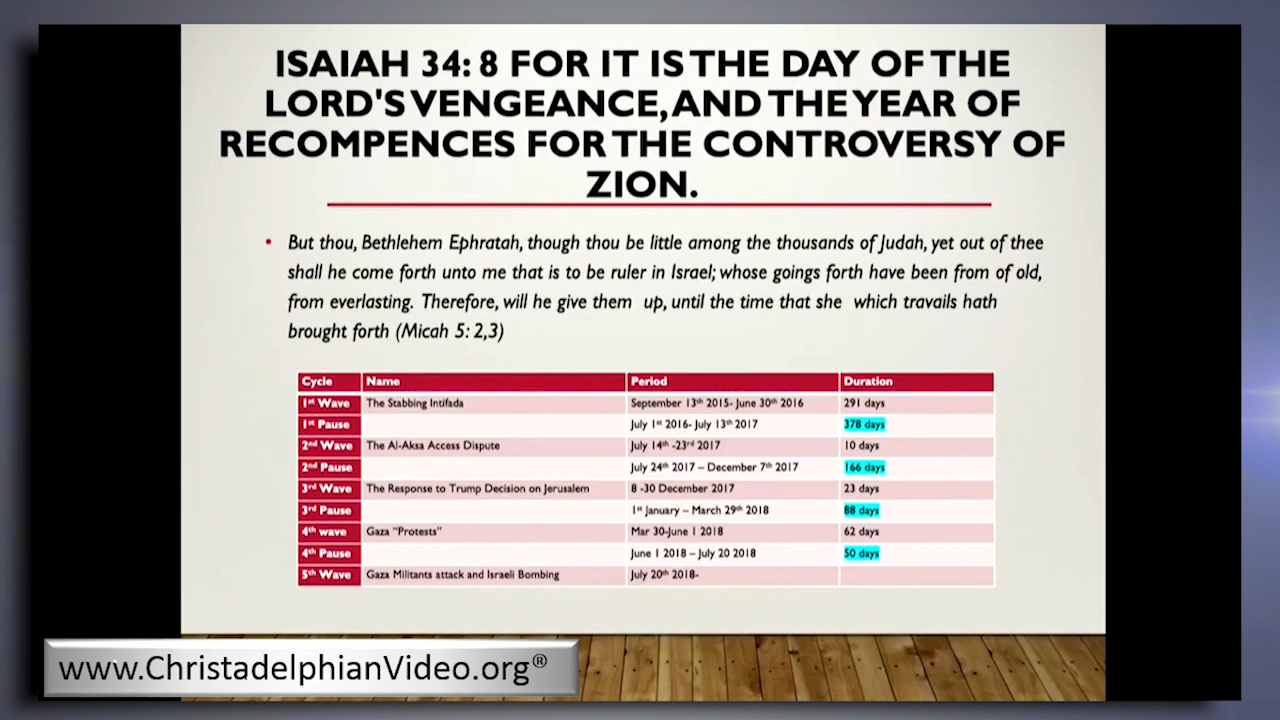 ISAIAH 34: 8 FOR IT IS THE DAY OF THE
LORD'S VENGEANCE, AND THE YEAR OF
RECOMPENCES FOR THE CONTROVERSY OF
ZION.
• But thou, Bethlehem Ephratah, though thou be little among the thousands of Judah, yet out of thee
shall he come forth unto me that is to be ruler in Israel; whose goings forth have been from of old,
from everlasting. Therefore, will he give them up, until the time that she which travails hath
brought forth (Micah 5: 2,3)
Cycle Name Period Duration
1st Wave The Stabbing Intifada September 13th 2015- June 30th 2016 291 days
1st Pause July 1st 2016- July 13th 2017 378 days
2nd Wave The Al-Aksa Access Dispute July 14th -23rd 2017 10 days
2nd Pause July 24th 2017 – December 7th 2017 166 days
3rd Wave The Response to Trump Decision on Jerusalem 8 -30 December 2017 23 days
3rd Pause 1st January – March 29th 2018 88 days
4th wave Gaza "Protests" Mar 30-June 1 2018 62 days
4th Pause June 1 2018 – July 20 2018 50 days
5th Wave Gaza Militants attack and Israeli Bombing July 20th 2018-
www.ChristadelphianVideo.org®